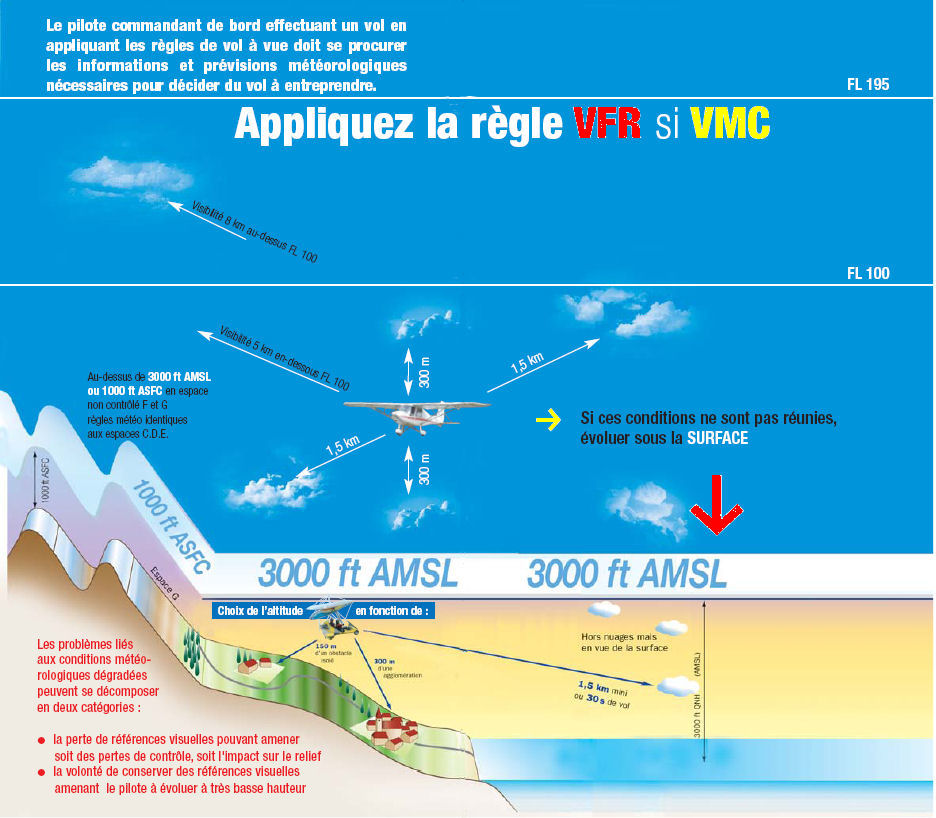 Le pilote commandant de bord effectuant un vol en
appliquant les règles de vol à vue doit se procurer
les informations et prévisions météorologiques
nécessaires pour décider du vol à entreprendre.
FL 195
Appliquez la règle VFR si VMC
Visibilité 8 km au-dessus FL 100
FL 100
Visibilité 5 km en-dessous FL 100
300 m
1,5 km
Au-dessus de 3000 ft AMSL
ou 1000 ft ASFC en espace
non contrôlé F et G
règles météo identiques
aux espaces C.D.E.
1,5 km
300 m
Si ces conditions ne sont pas réunies,
évoluer sous la SURFACE
1000 ft ASFC
1000 ft ASFC
3000 ft AMSL
3000 ft AMSL
Espace G
Choix de l'altitude en fonction de :
150 m
d'un obstacle
isolé
300 m
d'une
agglomération
Hors nuages mais
en vue de la surface
1,5 km mini
ou 30 s de vol
3000 ft QNH (AMSL)
Les problèmes liés
aux conditions météo-
rologiques dégradées
peuvent se décomposer
en deux catégories :
● la perte de références visuelles pouvant amener
soit des pertes de contrôle, soit l'impact sur le relief
● la volonté de conserver des références visuelles
amenant le pilote à évoluer à très basse hauteur